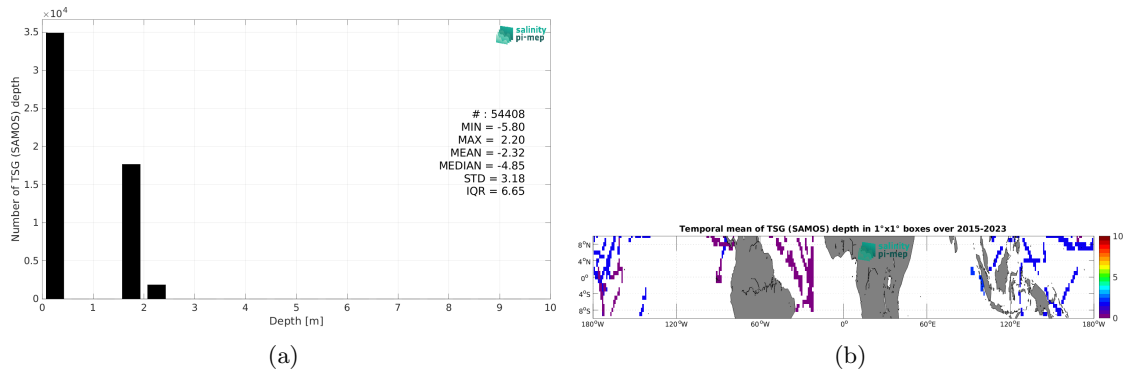 ×10⁴
3.5
3
2.5
2
1.5
1
0.5
0
0 1 2 3 4 5 6 7 8 9 10
Number of TSG (SAMOS) depth
Depth [m]
salinity
pi-mep
# : 54408
MIN = -5.80
MAX = 2.20
MEAN = -2.32
MEDIAN = -4.85
STD = 3.18
IQR = 6.65
(a)
Temporal mean of TSG (SAMOS) depth in 1°x1° boxes over 2015-2023
salinity
pi-mep
8°N
4°N
0°
4°S
8°S
180°W 120°W 60°W 0° 60°E 120°E 180°W
10
5
0
(b)